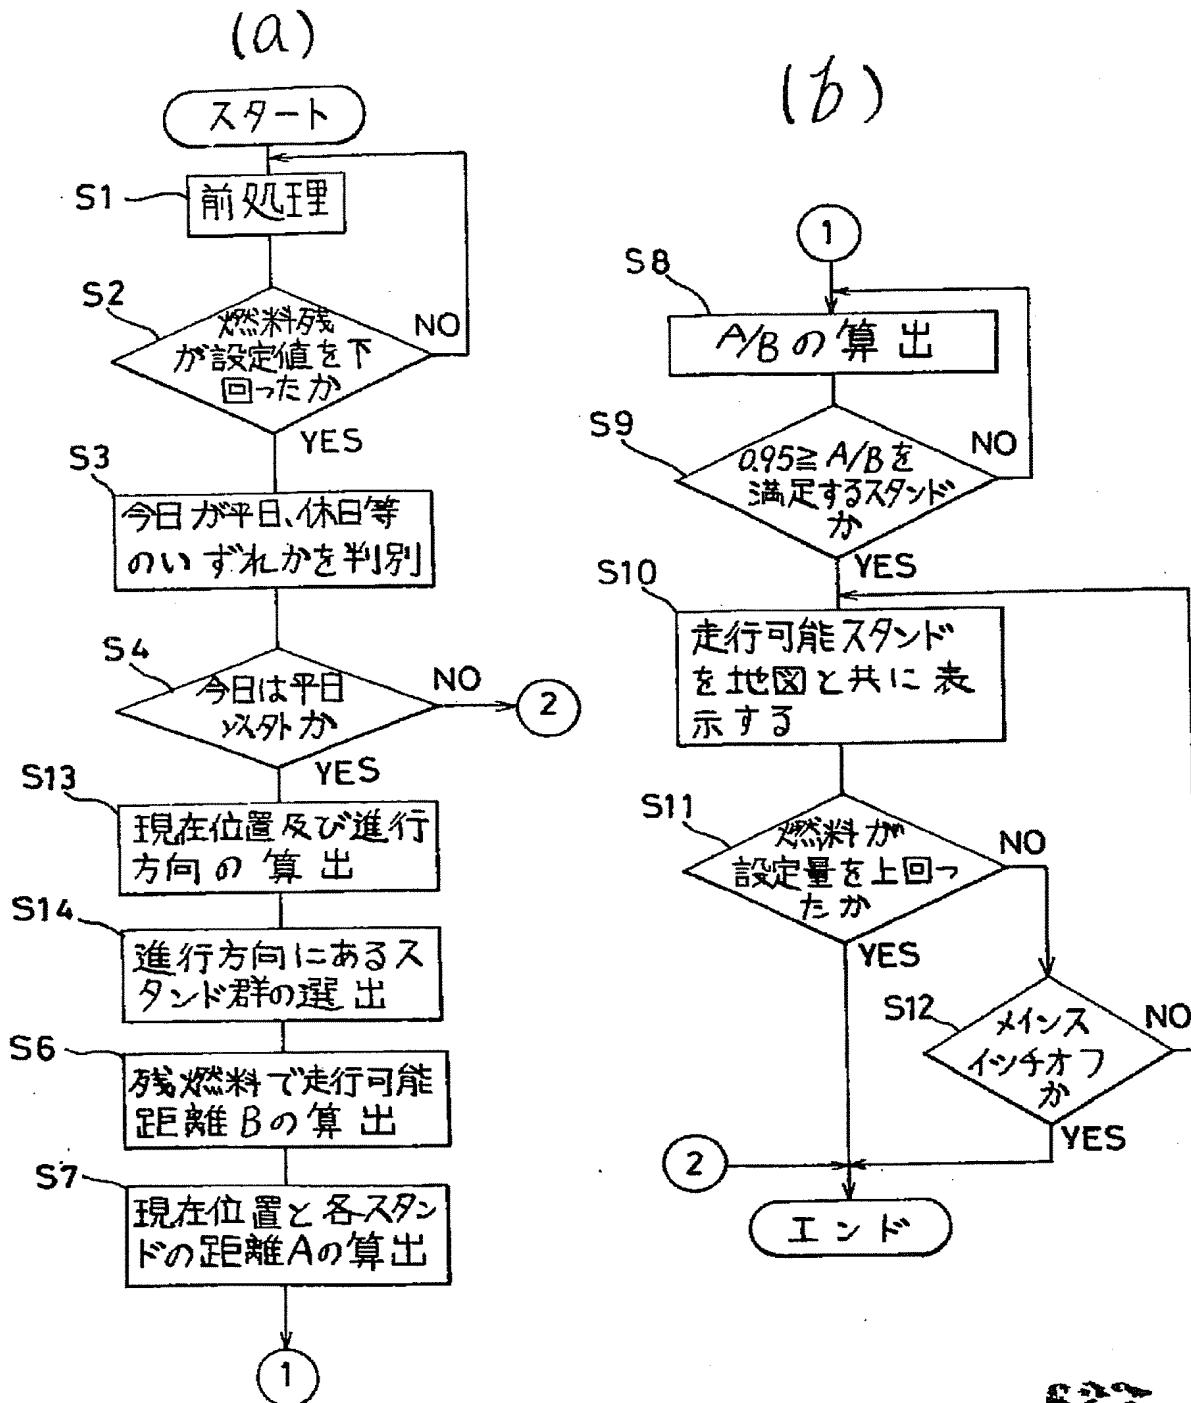 (a)
スタート
S1
前処理
S2
燃料残
が設定値を下
回ったか
NO
YES
S3
今日が平日、休日等
のいずれかを判別
S4
今日は平日
以外か
NO
2
YES
S13
現在位置及び進行
方向の算出
S14
進行方向にあるス
タンド群の選出
S6
残燃料で走行可能
距離Bの算出
S7
現在位置と各スタン
ドの距離Aの算出
1
(b)
1
S8
A/Bの算出
S9
0.95≧A/Bを
満足するスタンド
か
NO
YES
S10
走行可能スタンド
を地図と共に表
示する
S11
燃料が
設定量を上回っ
たか
NO
YES
S12
メインス
イッチオフ
か
NO
YES
2
エンド